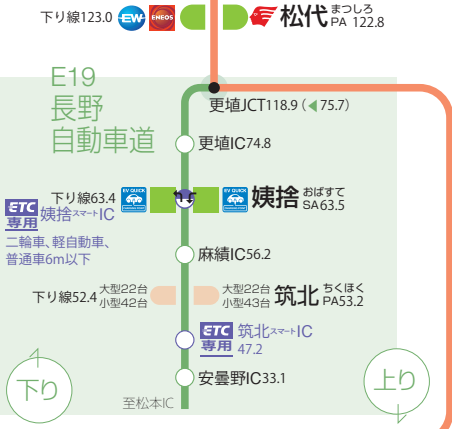 下り線123.0 EW ENEOS 松代 まつしろ PA 122.8
E19
長野
自動車道
更埴JCT118.9(◀75.7)
更埴IC74.8
下り線63.4 EV QUICK EV QUICK 姨捨 おばすて SA63.5
ETC専用 姨捨スマートIC
二輪車、軽自動車、
普通車6m以下
麻績IC56.2
下り線52.4 大型22台 小型42台 大型22台 小型43台 筑北 ちくほく PA53.2
ETC専用 筑北スマートIC
47.2
安曇野IC33.1
下り
上り
至松本IC